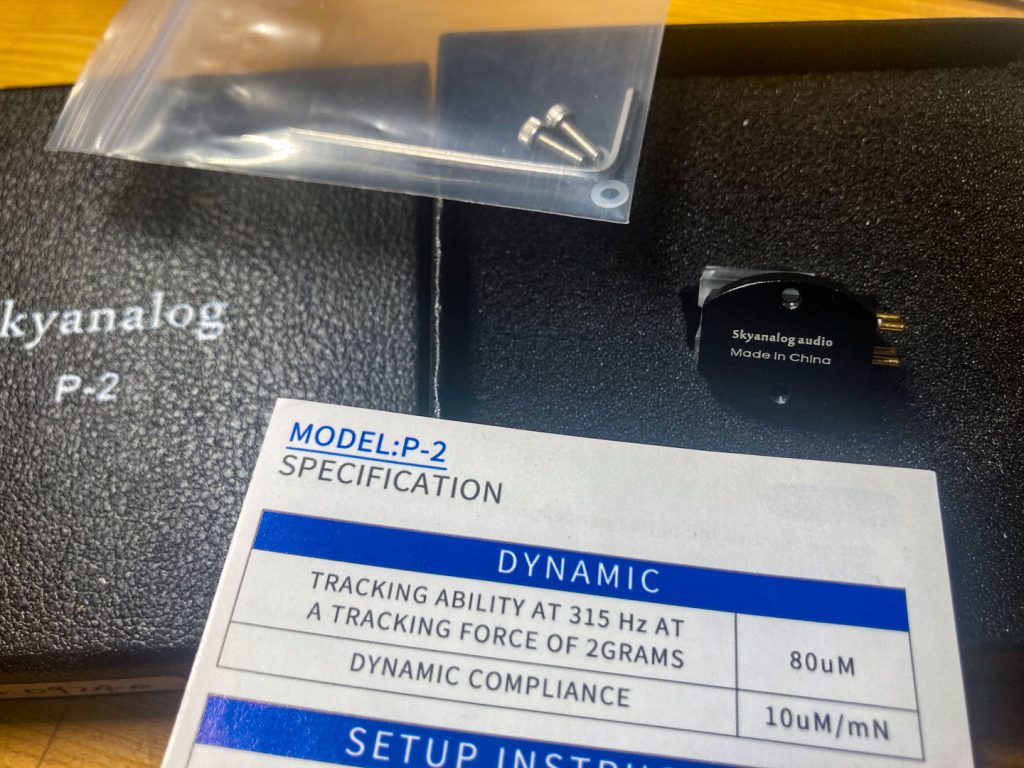 kyanalog
P-2
Skyanalog audio
Made in China
MODEL:P-2
SPECIFICATION
DYNAMIC
TRACKING ABILITY AT 315 Hz AT
A TRACKING FORCE OF 2GRAMS
80uM
DYNAMIC COMPLIANCE
10uM/mN
SETUP INSTRUC